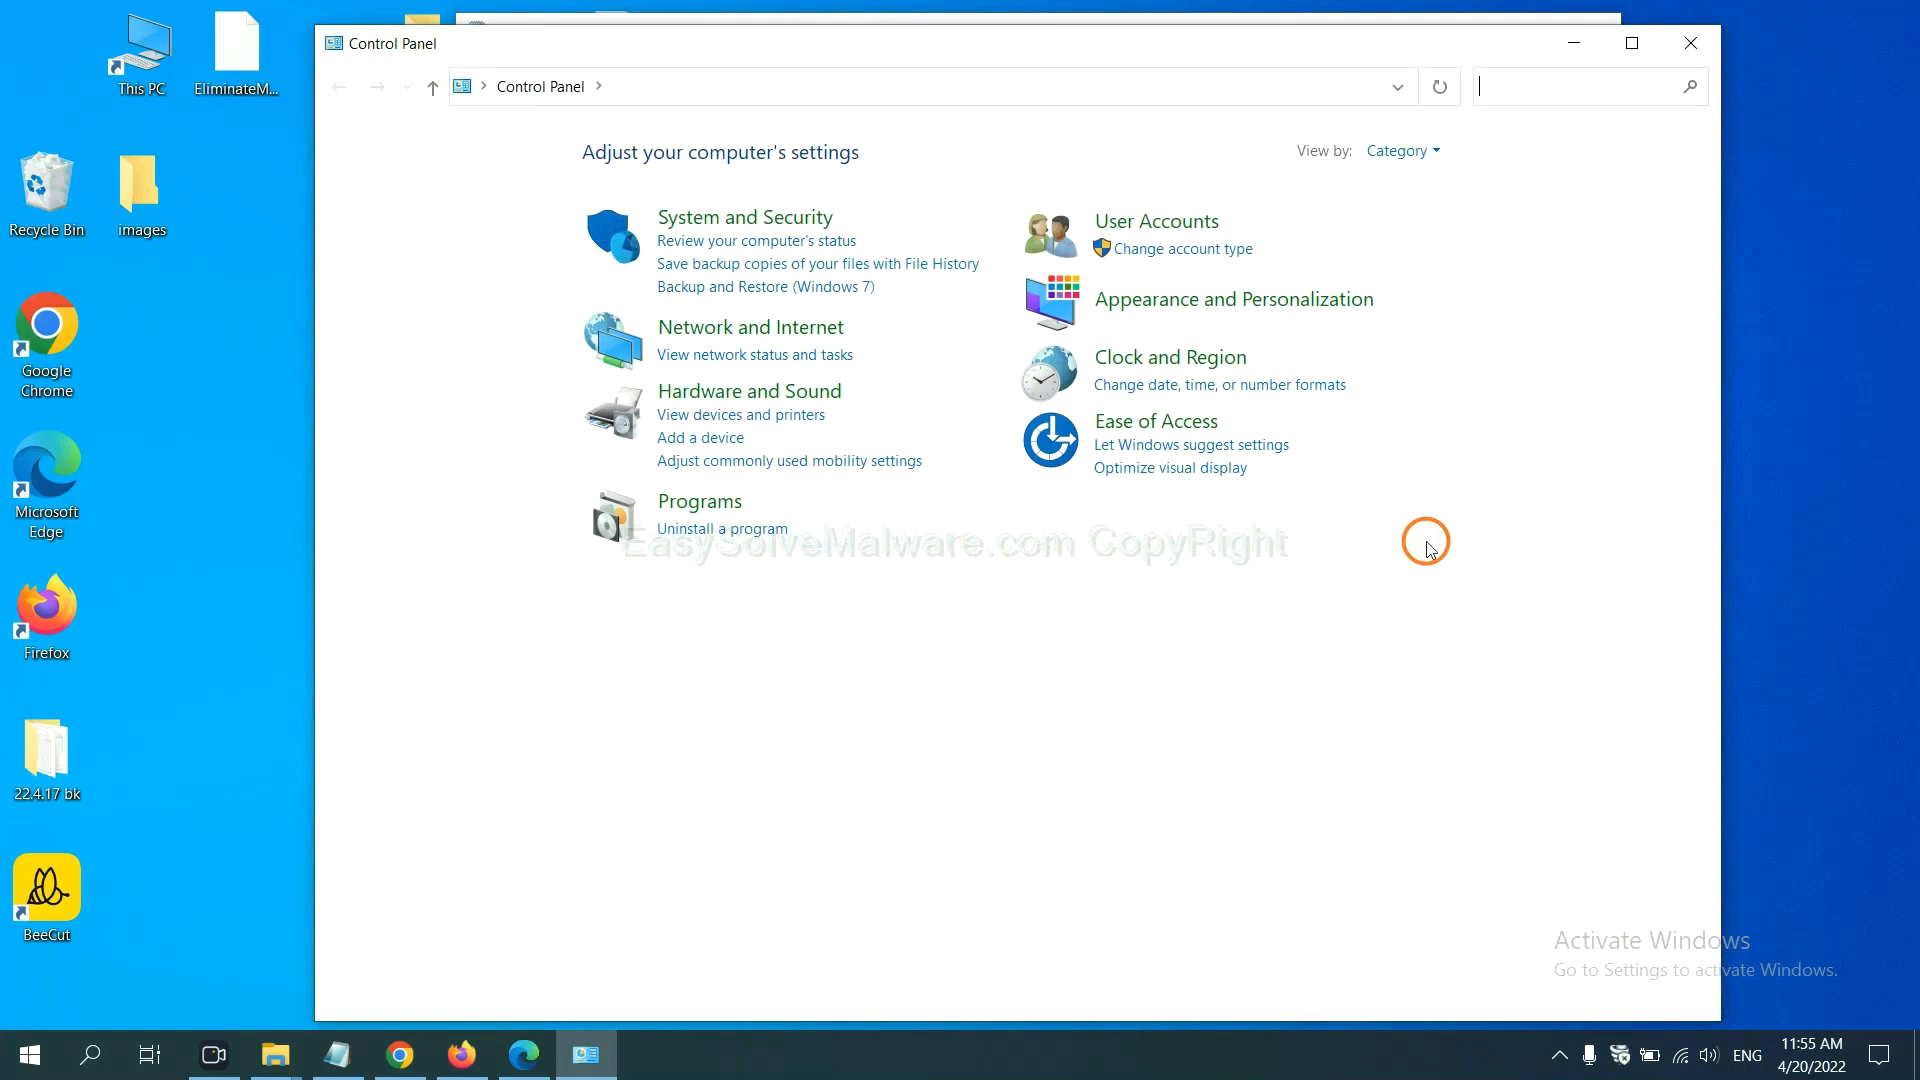 This PC
EliminateM...
Recycle Bin
images
Google
Chrome
Microsoft
Edge
Firefox
22.4.17 bk
BeeCut
Control Panel
Control Panel
Adjust your computer's settings
View by: Category
System and Security
Review your computer's status
Save backup copies of your files with File History
Backup and Restore (Windows 7)
Network and Internet
View network status and tasks
Hardware and Sound
View devices and printers
Add a device
Adjust commonly used mobility settings
Programs
Uninstall a program
User Accounts
Change account type
Appearance and Personalization
Clock and Region
Change date, time, or number formats
Ease of Access
Let Windows suggest settings
Optimize visual display
EasySolveMalware.com CopyRight
Activate Windows
Go to Settings to activate Windows.
ENG
11:55 AM
4/20/2022